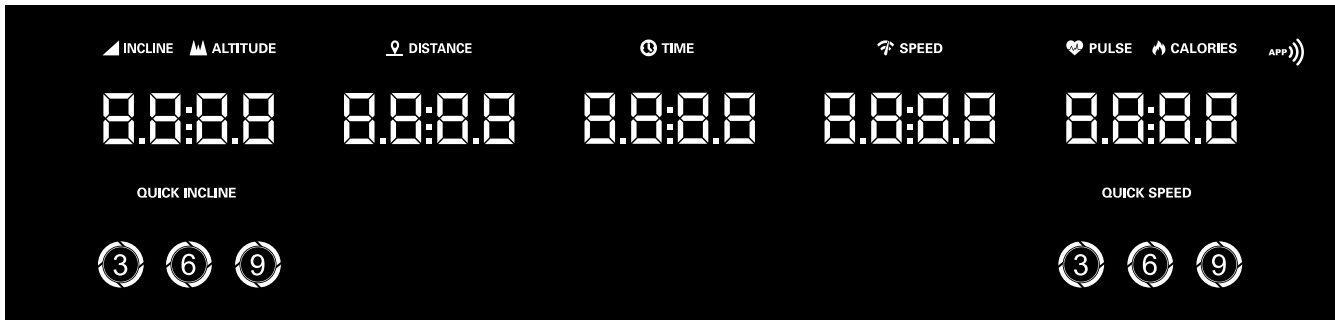 INCLINE ALTITUDE DISTANCE TIME SPEED PULSE CALORIES APP
8.8:8.8 8.8:8.8 8.8:8.8 8.8:8.8 8.8:8.8
QUICK INCLINE QUICK SPEED
3 6 9 3 6 9